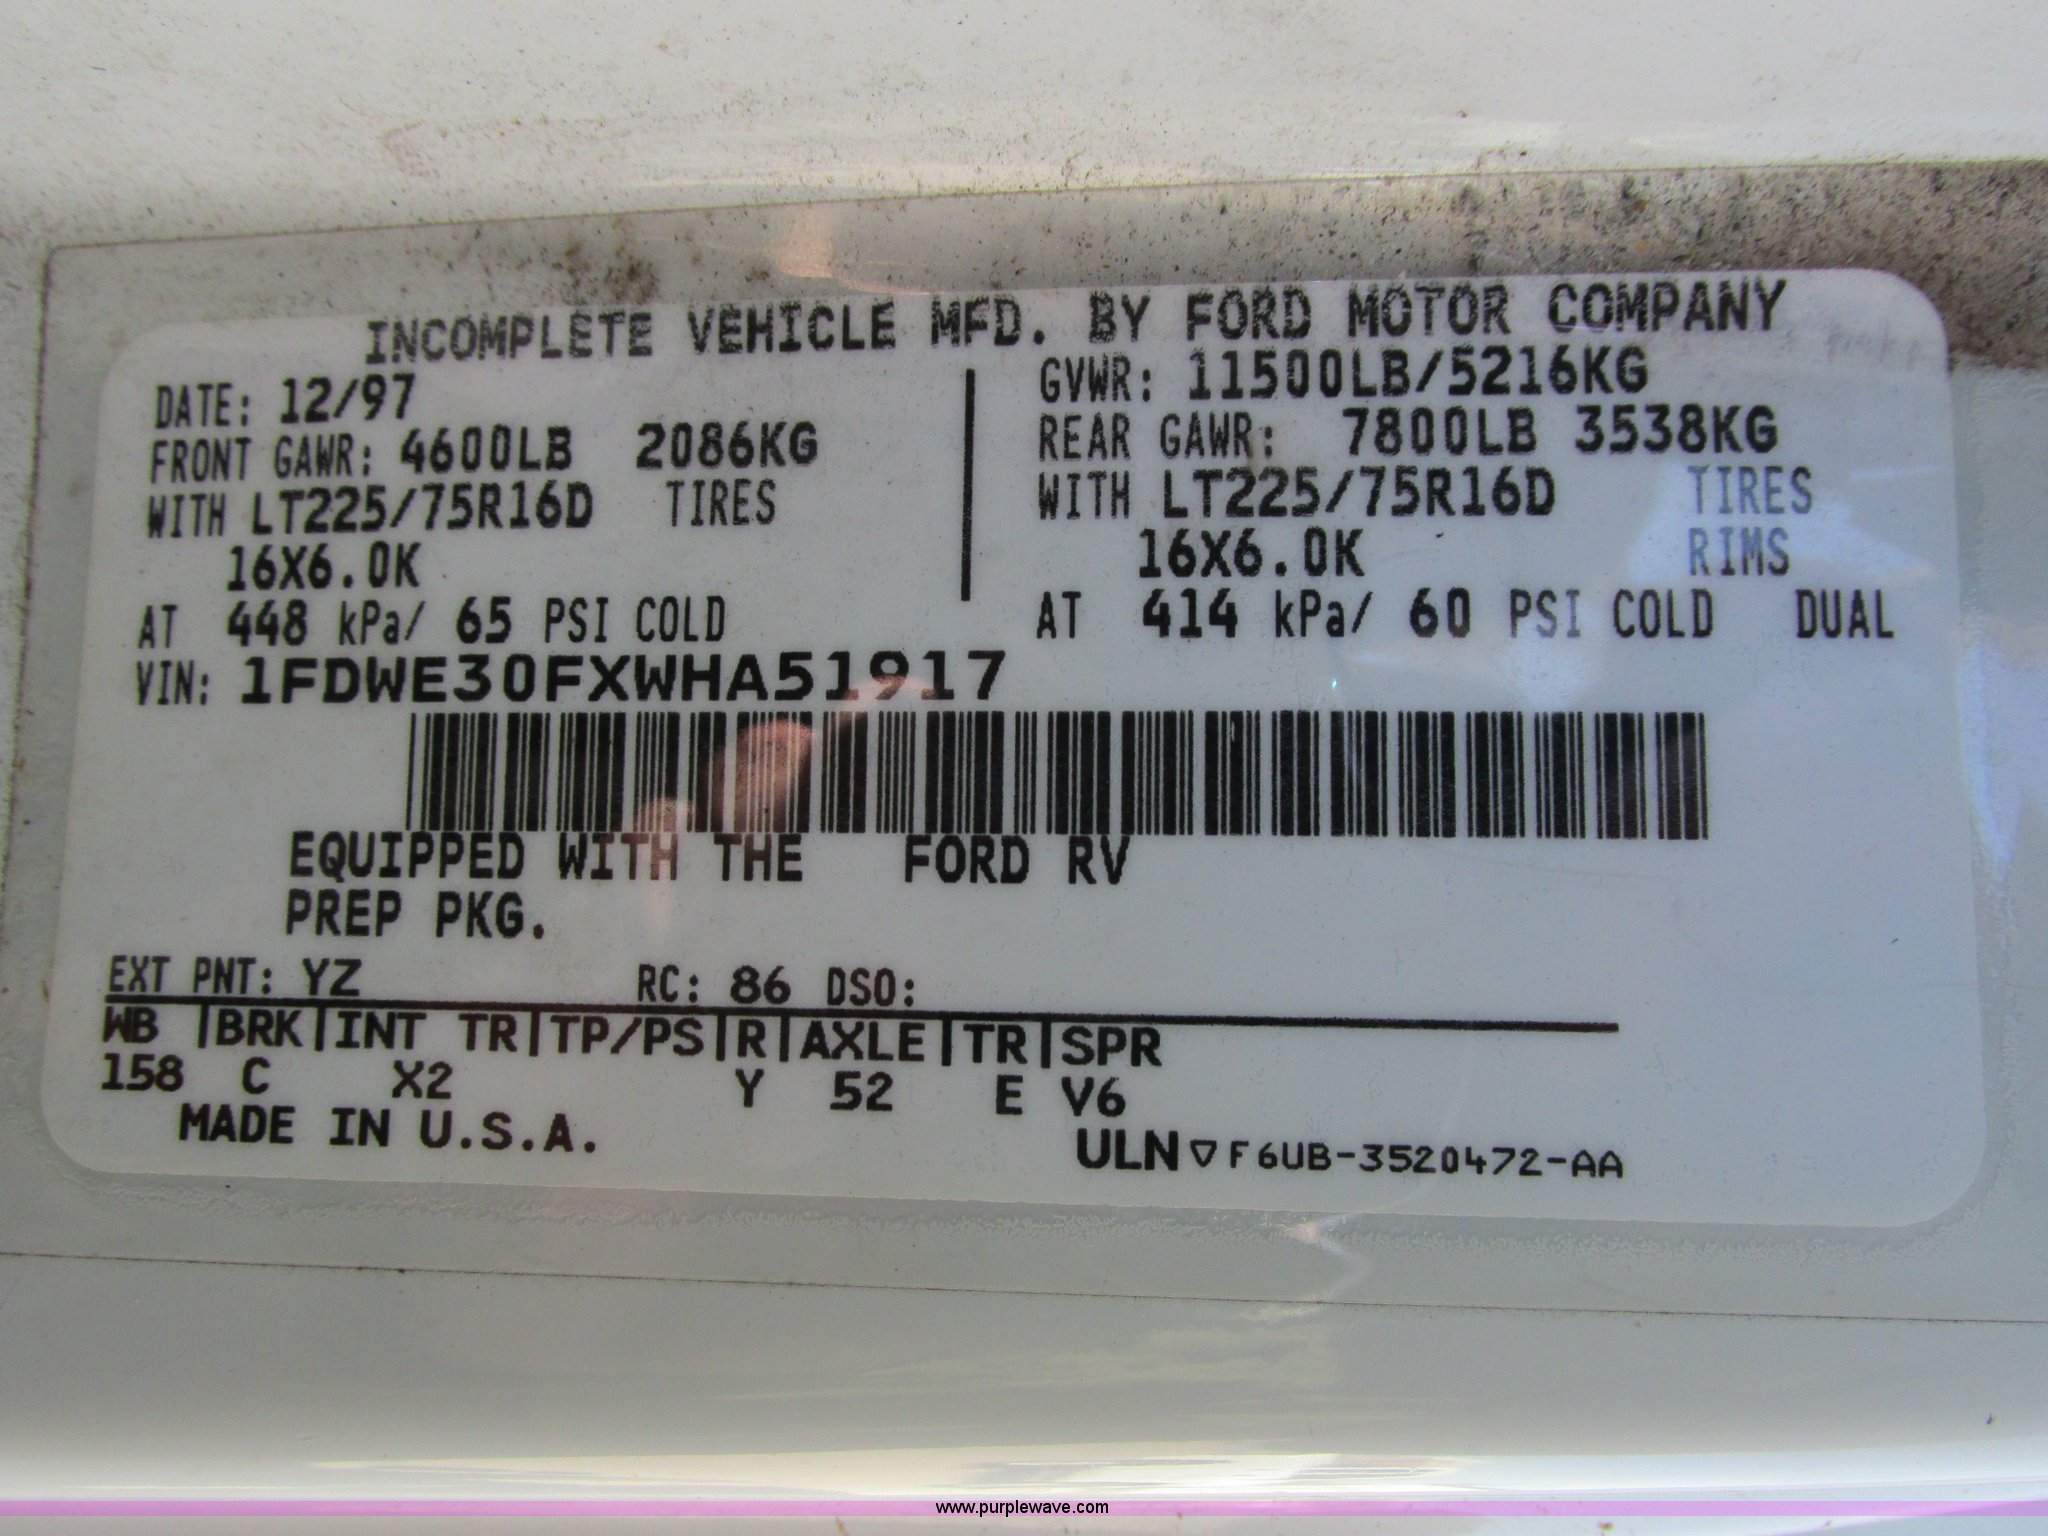 INCOMPLETE VEHICLE MFD. BY FORD MOTOR COMPANY
DATE: 12/97
GVWR: 11500LB/5216KG
FRONT GAWR: 4600LB 2086KG
REAR GAWR: 7800LB 3538KG
WITH LT225/75R16D TIRES
WITH LT225/75R16D TIRES
16X6.0K
16X6.0K RIMS
AT 448 kPa/ 65 PSI COLD
AT 414 kPa/ 60 PSI COLD DUAL
VIN: 1FDWE30FXWHA51917
EQUIPPED WITH THE FORD RV
PREP PKG.
EXT PNT: YZ RC: 86 DSO:
WB |BRK|INT TR|TP/PS|R|AXLE|TR|SPR
158 C X2 Y 52 E V6
MADE IN U.S.A.
ULN ▽ F6UB-3520472-AA
www.purplewave.com